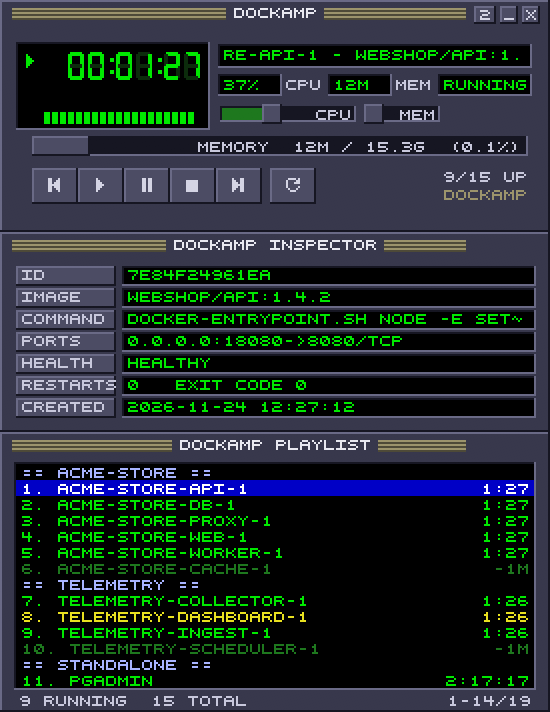 DOCKAMP
2 _ X
00:01:27
RE-API-1 - WEBSHOP/API:1.
37% CPU 12M MEM RUNNING
CPU MEM
MEMORY 12M / 15.3G (0.1%)
9/15 UP
DOCKAMP
DOCKAMP INSPECTOR
ID 7E84F24961EA
IMAGE WEBSHOP/API:1.4.2
COMMAND DOCKER-ENTRYPOINT.SH NODE -E SET~
PORTS 0.0.0.0:18080->8080/TCP
HEALTH HEALTHY
RESTARTS 0 EXIT CODE 0
CREATED 2026-11-24 12:27:12
DOCKAMP PLAYLIST
== ACME-STORE ==
1. ACME-STORE-API-1 1:27
2. ACME-STORE-DB-1 1:27
3. ACME-STORE-PROXY-1 1:27
4. ACME-STORE-WEB-1 1:27
5. ACME-STORE-WORKER-1 1:27
6. ACME-STORE-CACHE-1 -1M
== TELEMETRY ==
7. TELEMETRY-COLLECTOR-1 1:26
8. TELEMETRY-DASHBOARD-1 1:26
9. TELEMETRY-INGEST-1 1:26
10. TELEMETRY-SCHEDULER-1 -1M
== STANDALONE ==
11. PGADMIN 2:17:17
9 RUNNING 15 TOTAL 1-14/19